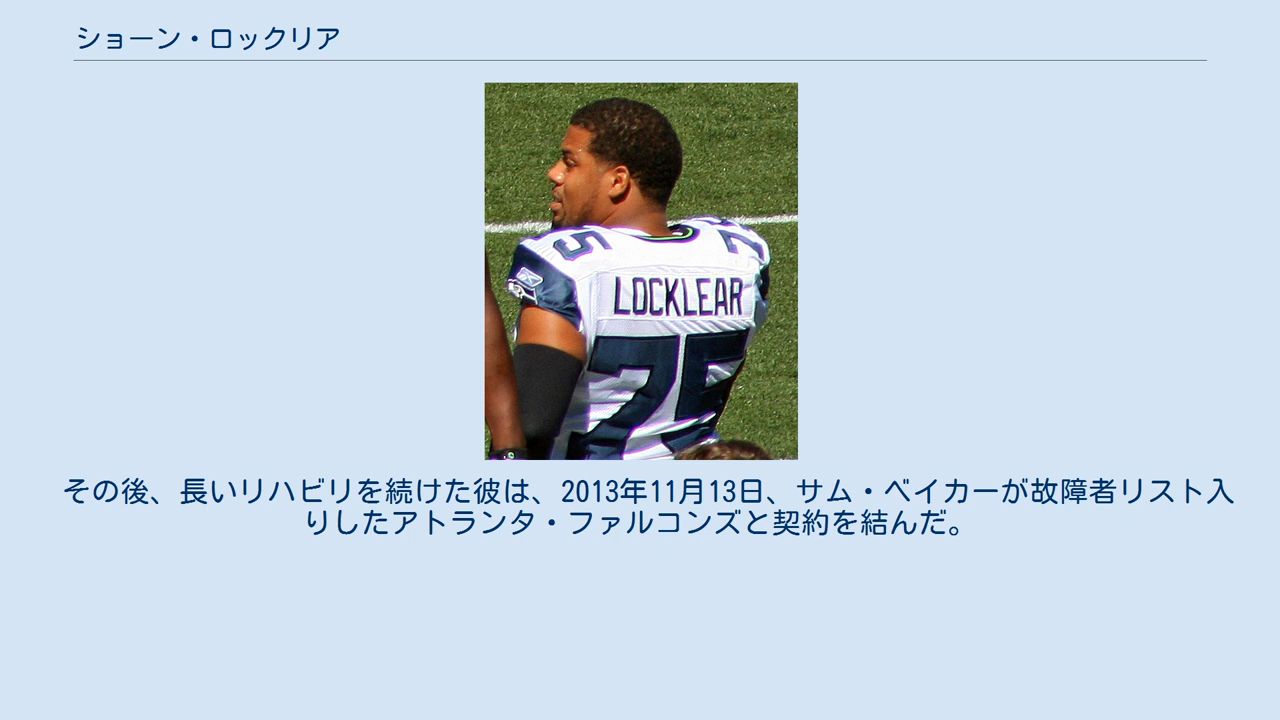 ショーン・ロックリア
75
LOCKLEAR
75
その後、長いリハビリを続けた彼は、2013年11月13日、サム・ベイカーが故障者リスト入
りしたアトランタ・ファルコンズと契約を結んだ。